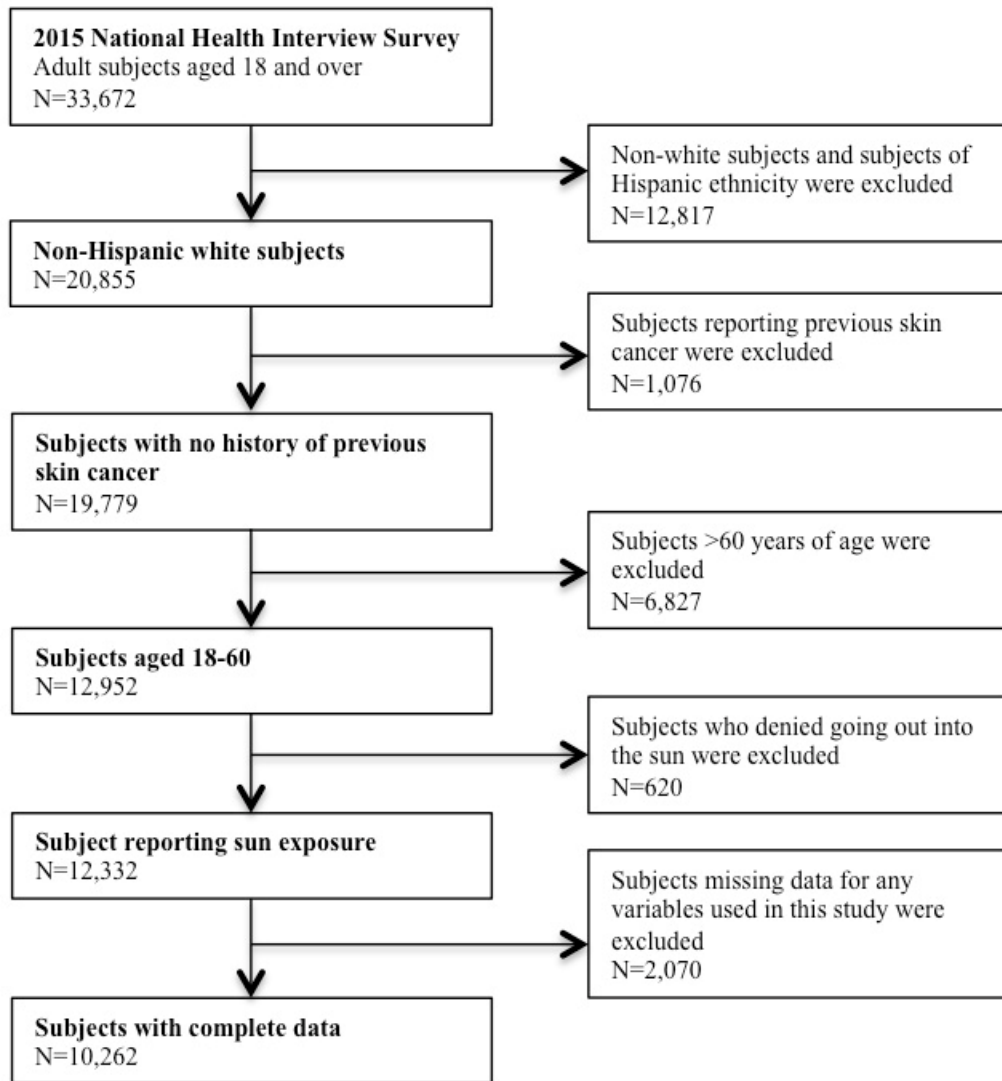 2015 National Health Interview Survey
Adult subjects aged 18 and over
N=33,672
Non-white subjects and subjects of
Hispanic ethnicity were excluded
N=12,817
Non-Hispanic white subjects
N=20,855
Subjects reporting previous skin
cancer were excluded
N=1,076
Subjects with no history of previous
skin cancer
N=19,779
Subjects >60 years of age were
excluded
N=6,827
Subjects aged 18-60
N=12,952
Subjects who denied going out into
the sun were excluded
N=620
Subject reporting sun exposure
N=12,332
Subjects missing data for any
variables used in this study were
excluded
N=2,070
Subjects with complete data
N=10,262